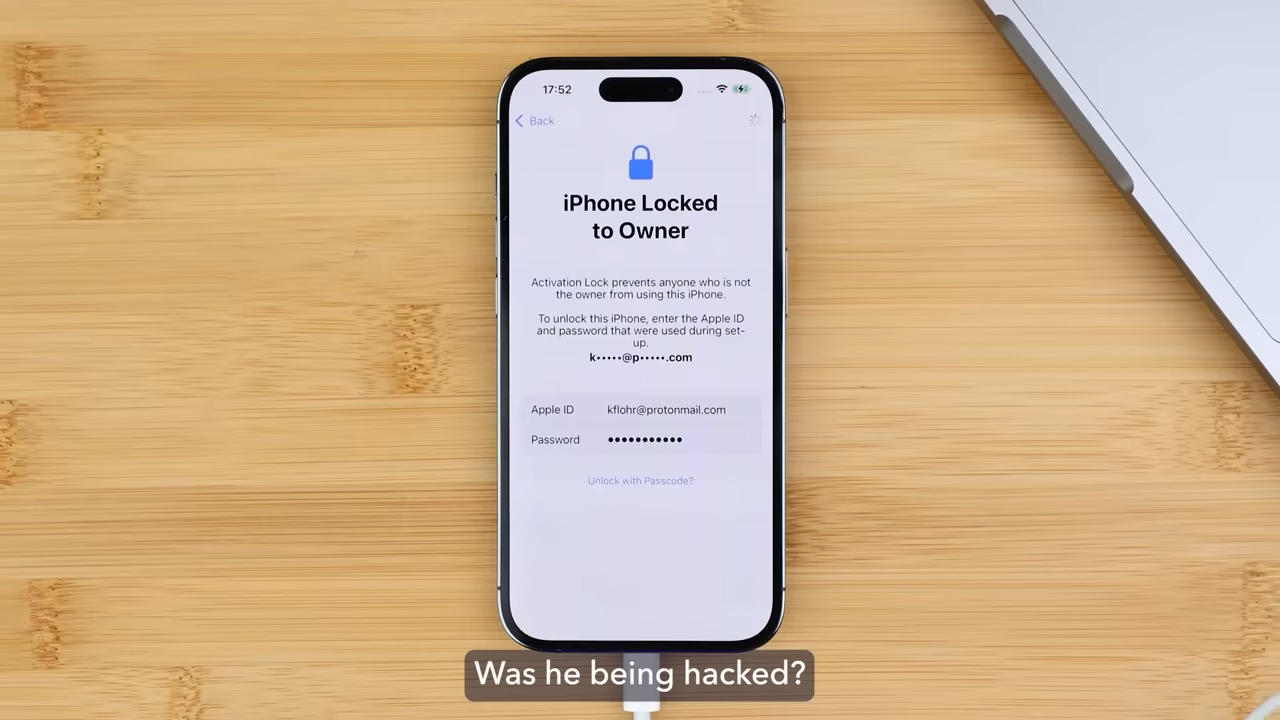 17:52
Back
iPhone Locked
to Owner
Activation Lock prevents anyone who is not
the owner from using this iPhone.
To unlock this iPhone, enter the Apple ID
and password that were used during set-
up.
k•••••@p•••••.com
Apple ID kflohr@protonmail.com
Password •••••••••••
Unlock with Passcode?
Was he being hacked?